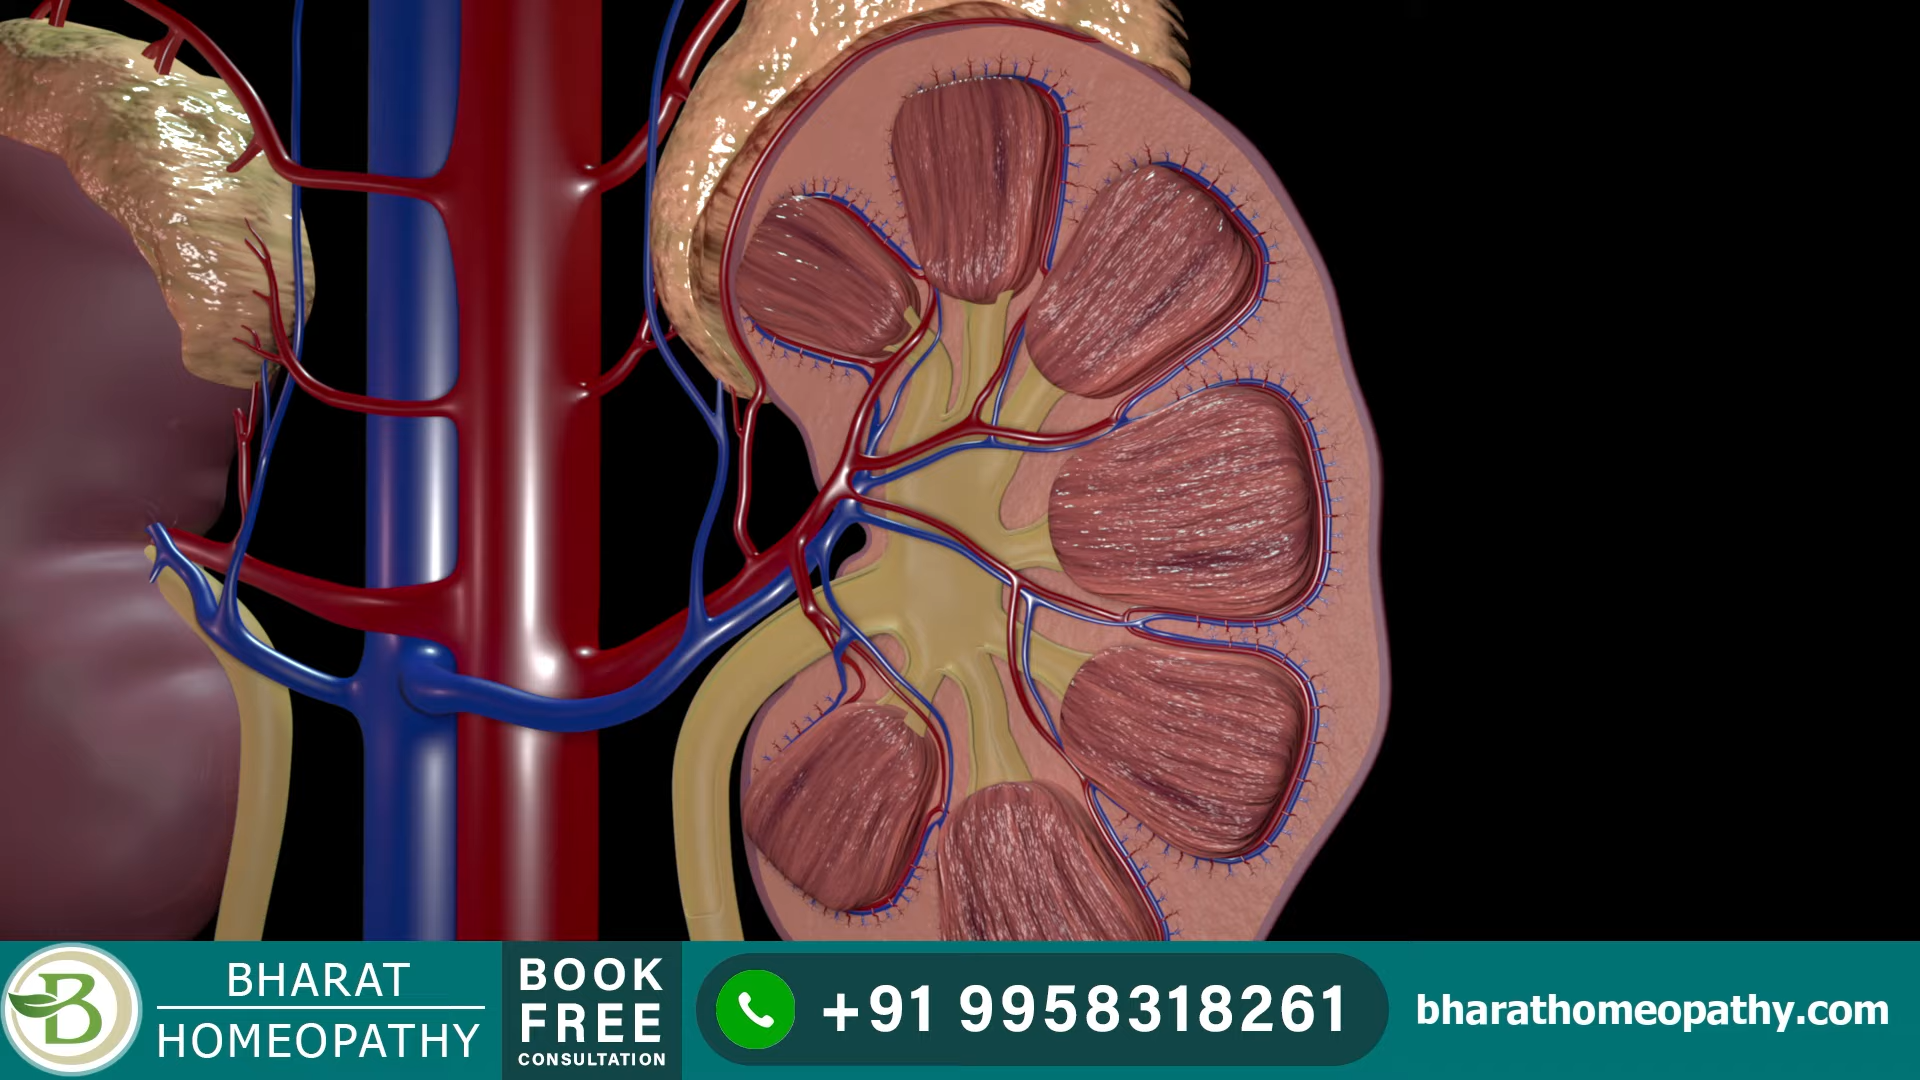 B
BHARAT
HOMEOPATHY
BOOK
FREE
CONSULTATION
+91 9958318261
bharathomeopathy.com